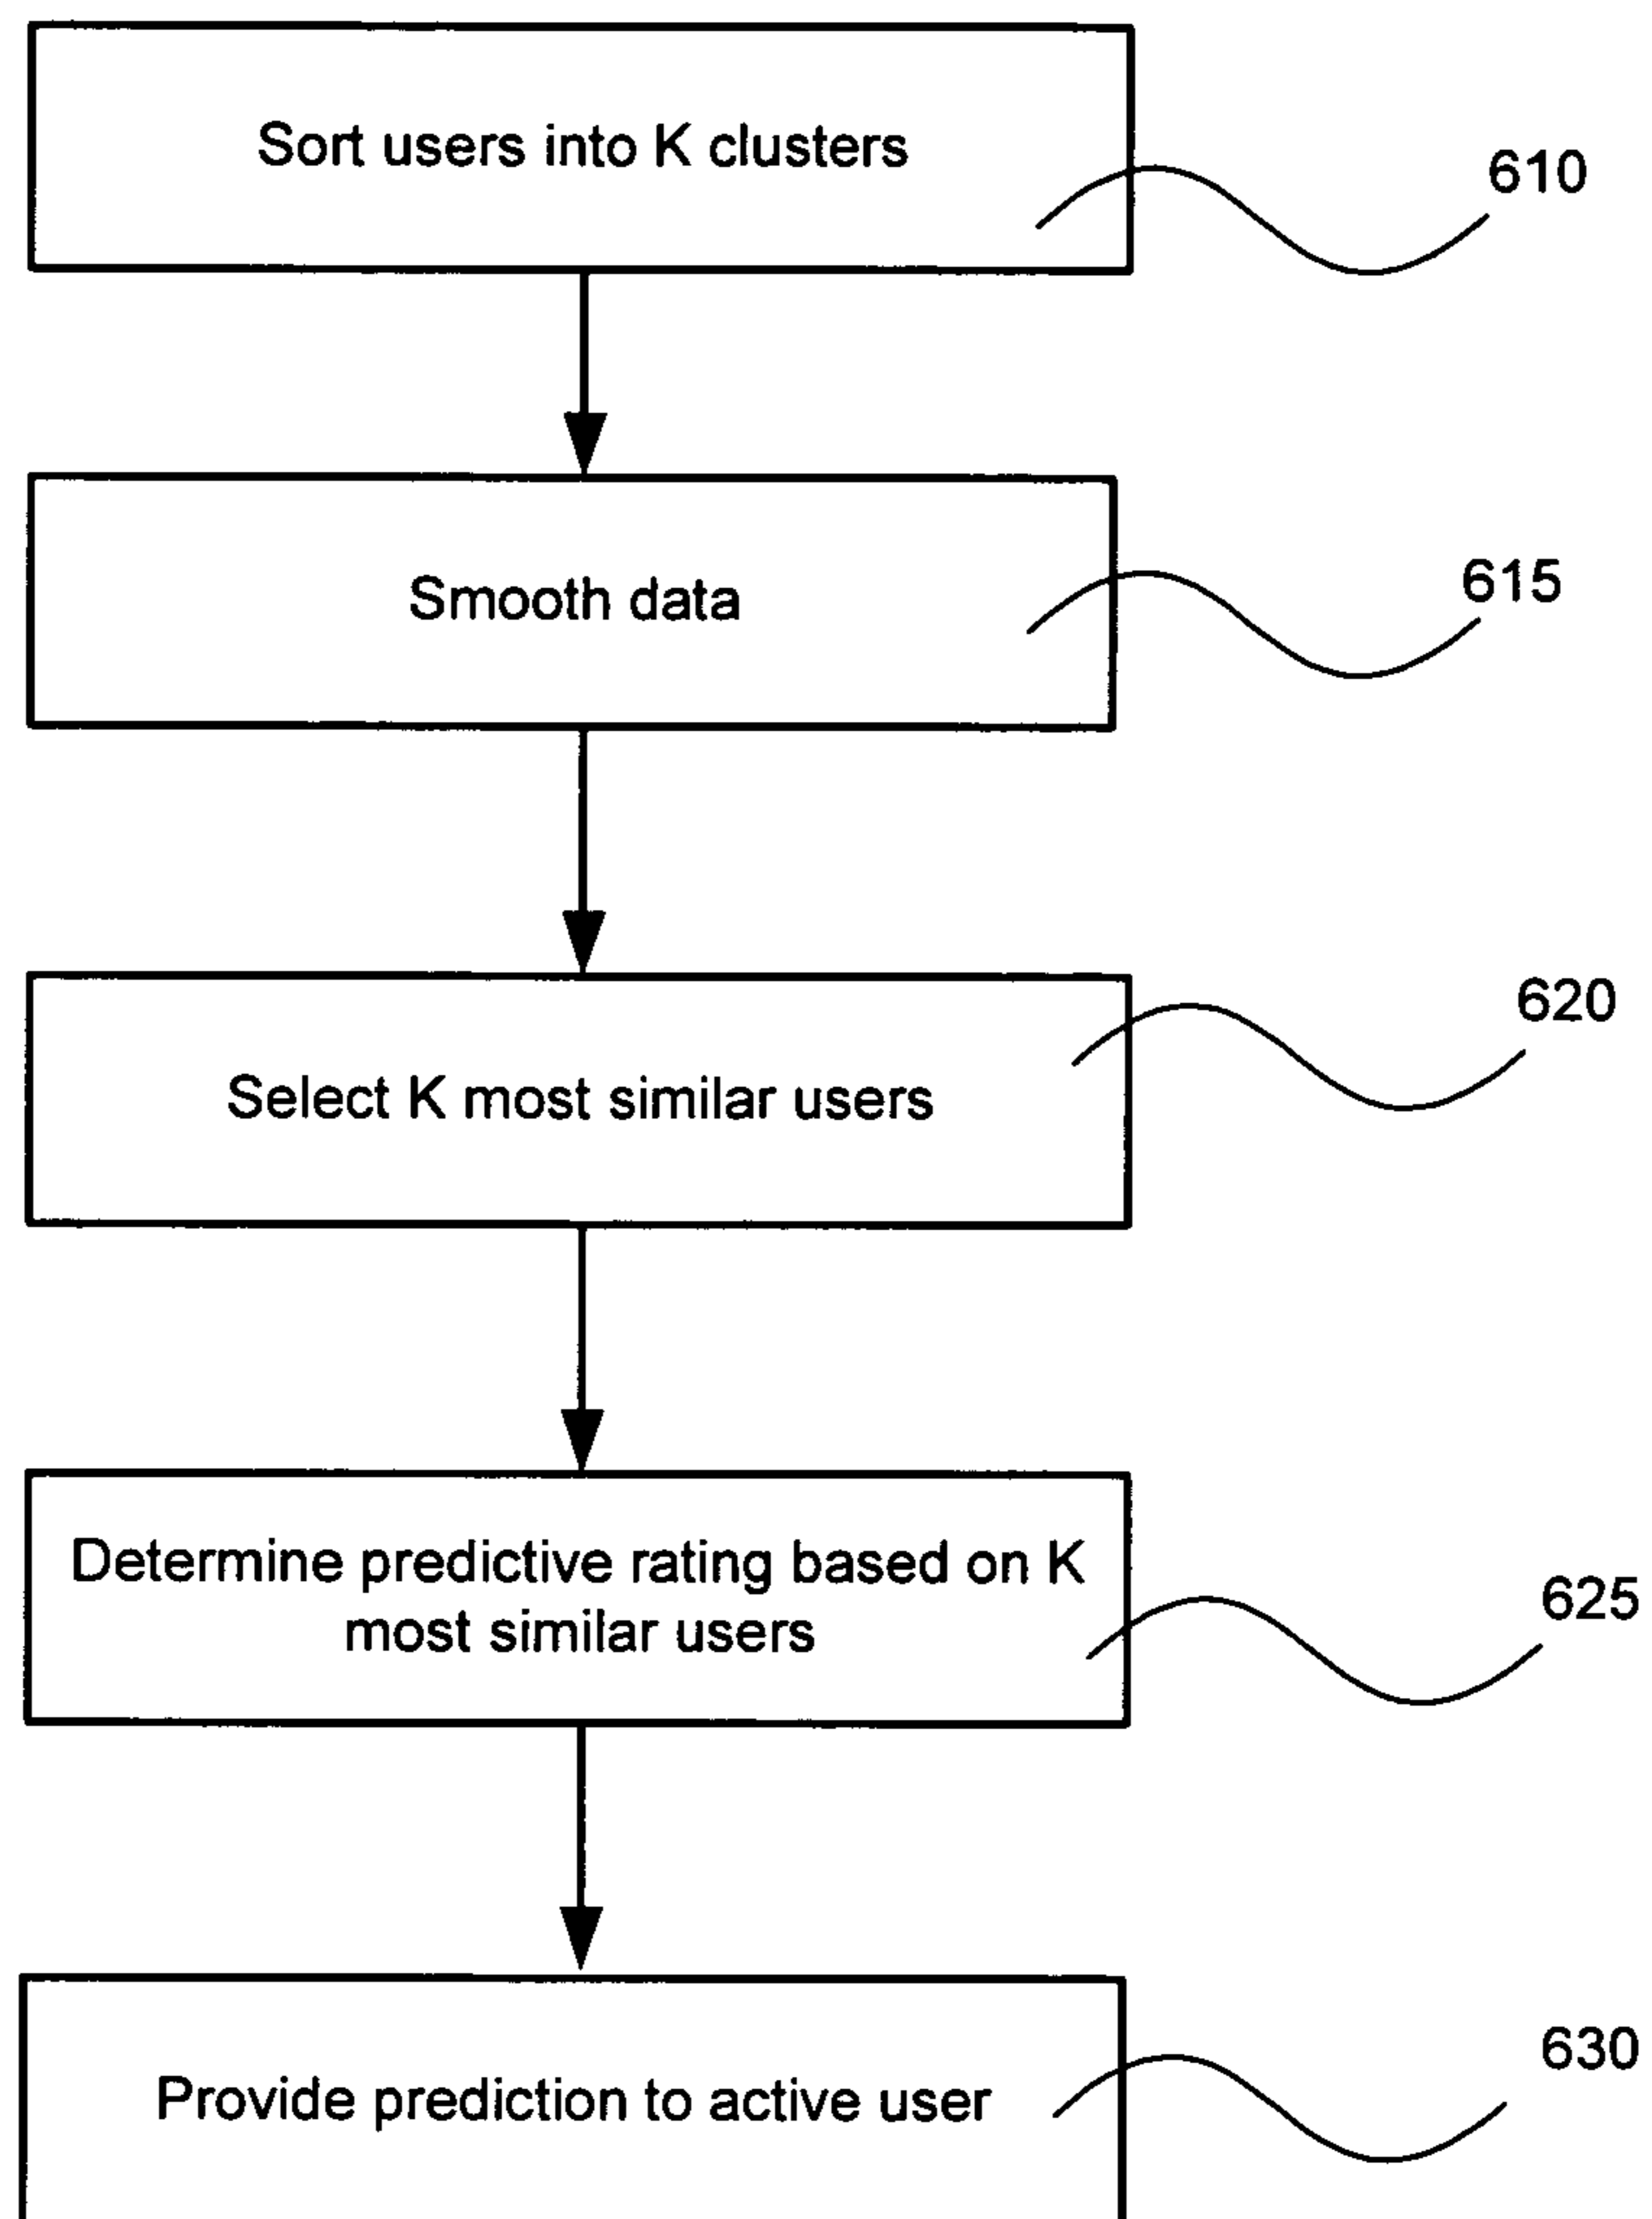 Sort users into K clusters
610
Smooth data
615
620
Select K most similar users
Determine predictive rating based on K
most similar users
625
630
Provide prediction to active user